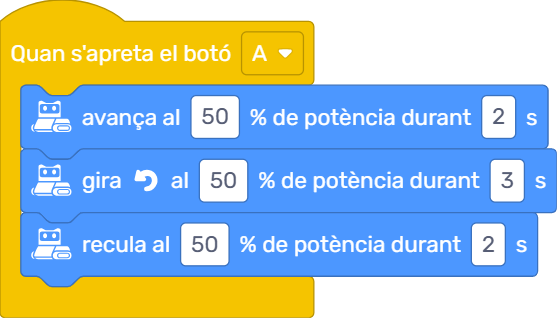 Quan s'apreta el botó A
avança al 50 % de potència durant 2 s
gira al 50 % de potència durant 3 s
recula al 50 % de potència durant 2 s